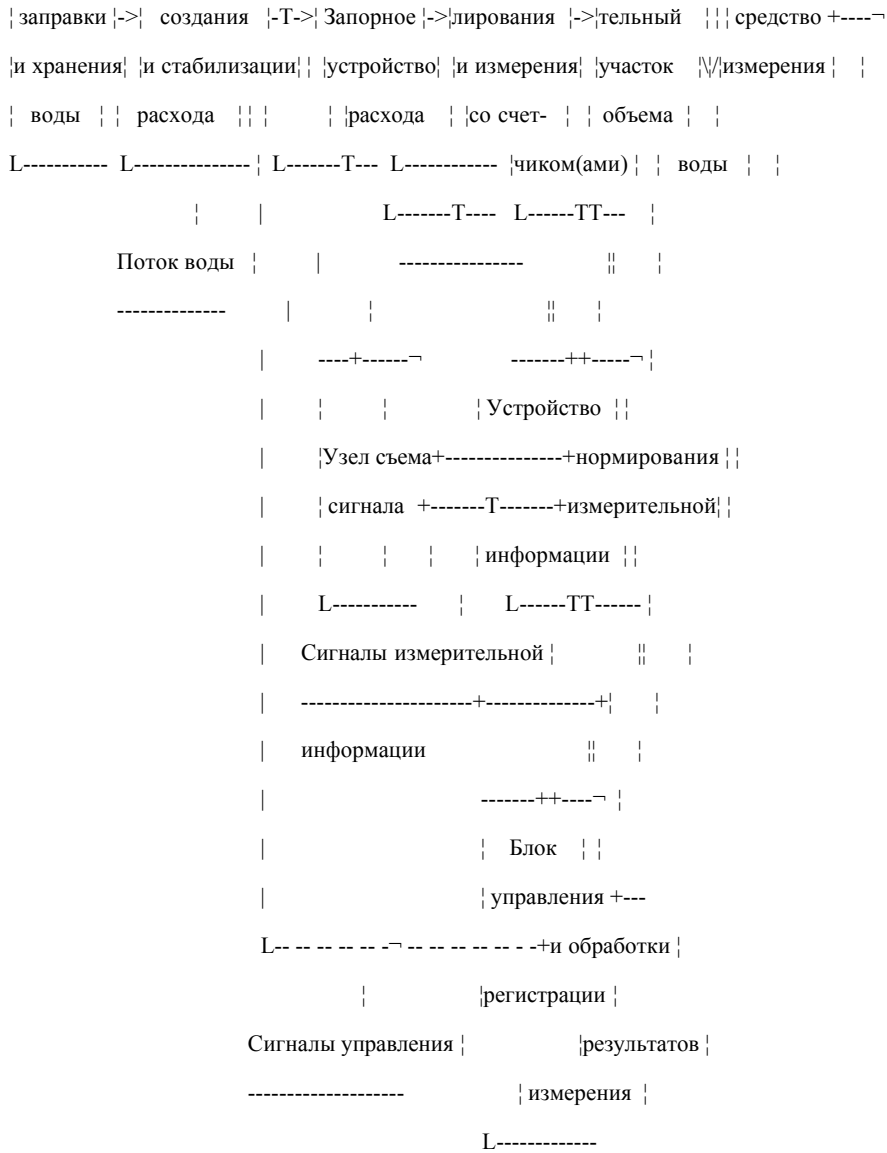 ¦заправки¦->¦ создания ¦-Т->¦Запорное¦->¦лирования ¦->¦тельный ¦¦¦средство +----¬
¦и хранения¦ ¦и стабилизации¦¦ ¦устройство¦ ¦и измерения¦ ¦участок ¦\¦/¦измерения¦ ¦
¦ воды ¦¦ расхода ¦¦¦ ¦¦расхода ¦¦со счет- ¦¦объема ¦ ¦
L----------- L---------------¦ L-------Т--- L------------ ¦чиком(ами)¦¦ воды ¦ ¦
¦ | L-------Т---- L------ТТ--- ¦
Поток воды ¦ | ---------------- ¦¦ ¦
-------------- | ¦ ¦¦ ¦
| ----+------¬ -------++-----¬¦
| ¦ ¦ ¦Устройство ¦¦
| ¦Узел съема+---------------+нормирования¦¦
| ¦сигнала +-------Т-------+измерительной¦¦
| ¦ ¦ ¦ ¦информации ¦¦
| L----------- ¦ L------ТТ------¦
| Сигналы измерительной¦ ¦¦ ¦
| ----------------------+--------------+¦ ¦
| информации ¦¦ ¦
| -------++----¬ ¦
| ¦ Блок ¦¦
| ¦управления +---
L-- -- -- -- -- -¬ -- -- -- -- -- - -+и обработки¦
¦ ¦регистрации¦
Сигналы управления¦ ¦результатов¦
-------------------- ¦измерения ¦
L-------------